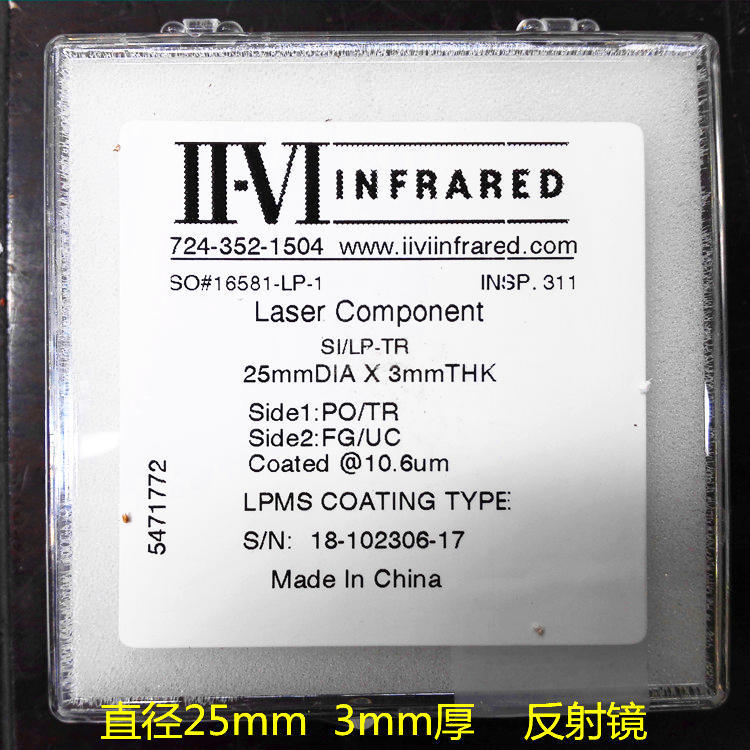 II-VI INFRARED
724-352-1504 www.iiviinfrared.com
SO#16581-LP-1 INSP. 311
Laser Component
SI/LP-TR
25mmDIA X 3mmTHK
Side1:PO/TR
Side2:FG/UC
Coated @10.6um
LPMS COATING TYPE:
S/N: 18-102306-17
Made In China
5471772
直径25mm 3mm厚 反射镜